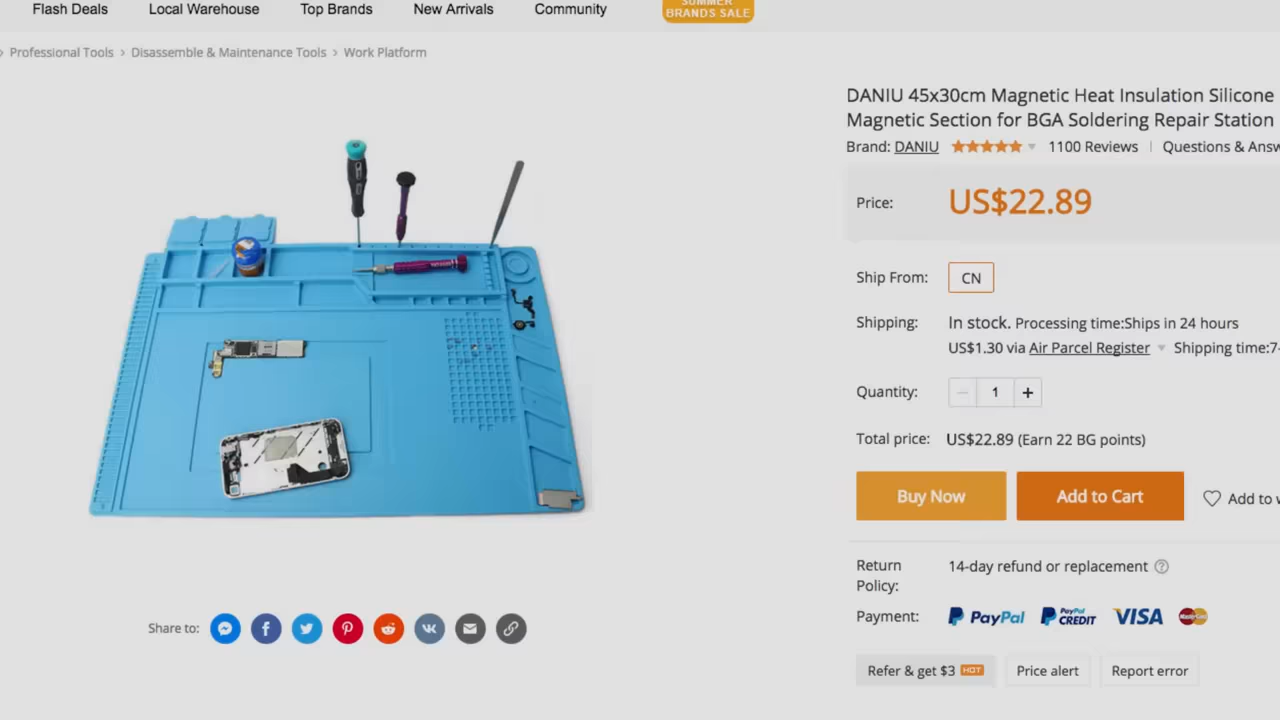 Flash Deals Local Warehouse Top Brands New Arrivals Community SUMMER
BRANDS SALE
› Professional Tools › Disassemble & Maintenance Tools › Work Platform
DANIU 45x30cm Magnetic Heat Insulation Silicone
Magnetic Section for BGA Soldering Repair Station
Brand: DANIU 1100 Reviews Questions & Answ
Price: US$22.89
Ship From: CN
Shipping: In stock. Processing time:Ships in 24 hours
US$1.30 via Air Parcel Register Shipping time:7-
Quantity: − 1 +
Total price: US$22.89 (Earn 22 BG points)
Buy Now Add to Cart Add to w
Return
Policy: 14-day refund or replacement ?
Payment: PayPal PayPal CREDIT VISA MasterCard
Share to:
Refer & get $3 HOT Price alert Report error